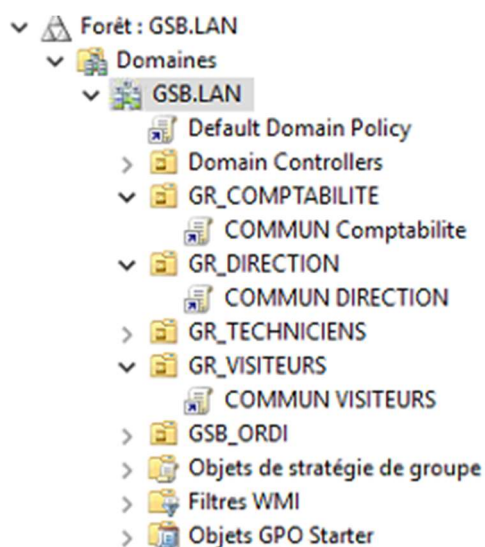 Forêt : GSB.LAN
Domaines
GSB.LAN
Default Domain Policy
Domain Controllers
GR_COMPTABILITE
COMMUN Comptabilite
GR_DIRECTION
COMMUN DIRECTION
GR_TECHNICIENS
GR_VISITEURS
COMMUN VISITEURS
GSB_ORDI
Objets de stratégie de groupe
Filtres WMI
Objets GPO Starter